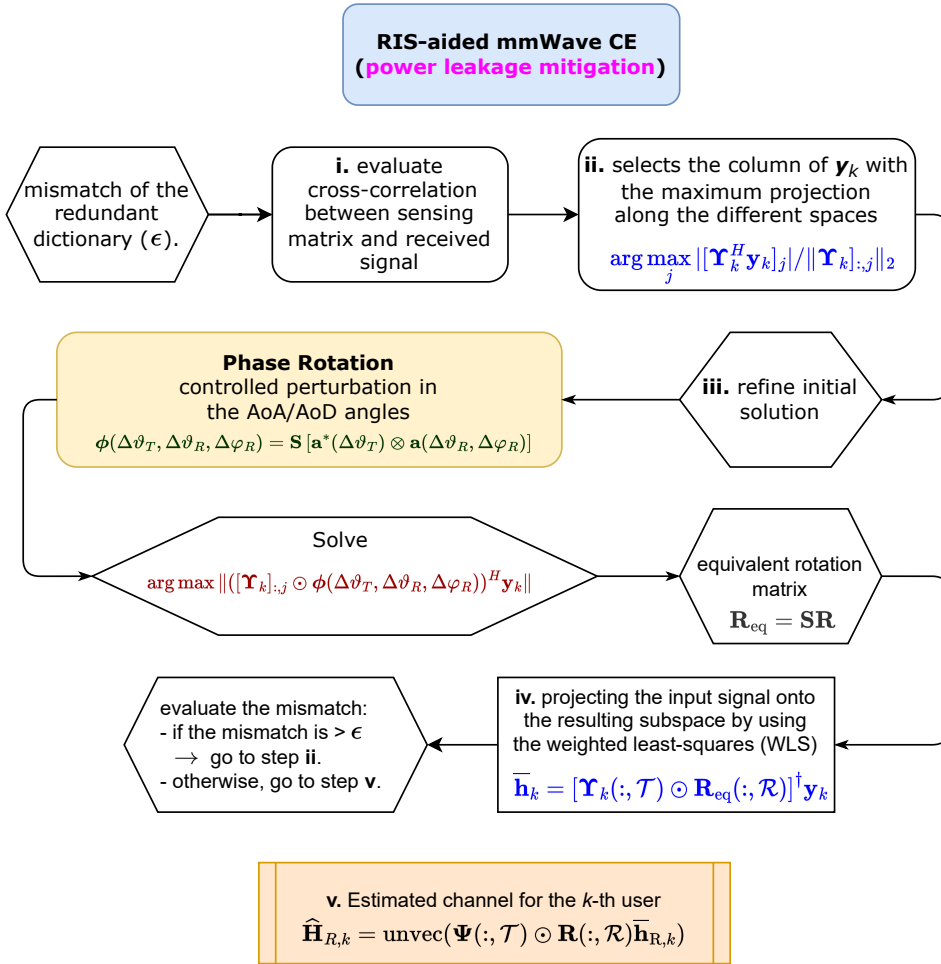 RIS-aided mmWave CE
(power leakage mitigation)
mismatch of the
redundant
dictionary (ϵ).
i. evaluate
cross-correlation
between sensing
matrix and received
signal
ii. selects the column of y_k with
the maximum projection
along the different spaces
arg max_j |[ϒ_k^H y_k]_j|/‖ϒ_k]_{:,j}‖_2
iii. refine initial
solution
Phase Rotation
controlled perturbation in
the AoA/AoD angles
ϕ(Δϑ_T, Δϑ_R, Δφ_R) = S [a*(Δϑ_T) ⊗ a(Δϑ_R, Δφ_R)]
Solve
arg max ‖([ϒ_k]_{:,j} ⊙ ϕ(Δϑ_T, Δϑ_R, Δφ_R))^H y_k‖
equivalent rotation
matrix
R_eq = SR
iv. projecting the input signal onto
the resulting subspace by using
the weighted least-squares (WLS)
h̅_k = [ϒ_k(:, 𝒯) ⊙ R_eq(:, ℛ)]^† y_k
evaluate the mismatch:
- if the mismatch is > ϵ
→ go to step ii.
- otherwise, go to step v.
v. Estimated channel for the k-th user
Ĥ_{R,k} = unvec(Ψ(:, 𝒯) ⊙ R(:, ℛ)h̅_{R,k})